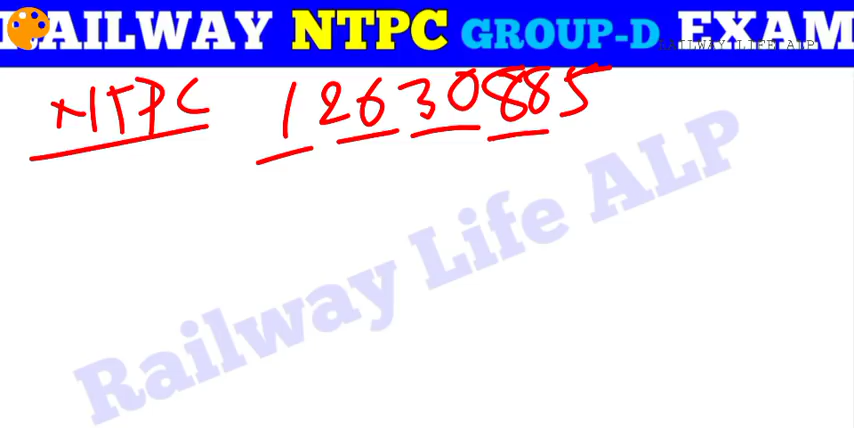 RAILWAY NTPC GROUP-D EXAM
RAILWAY LIFE ALP
NTPC 12630885
Railway Life ALP